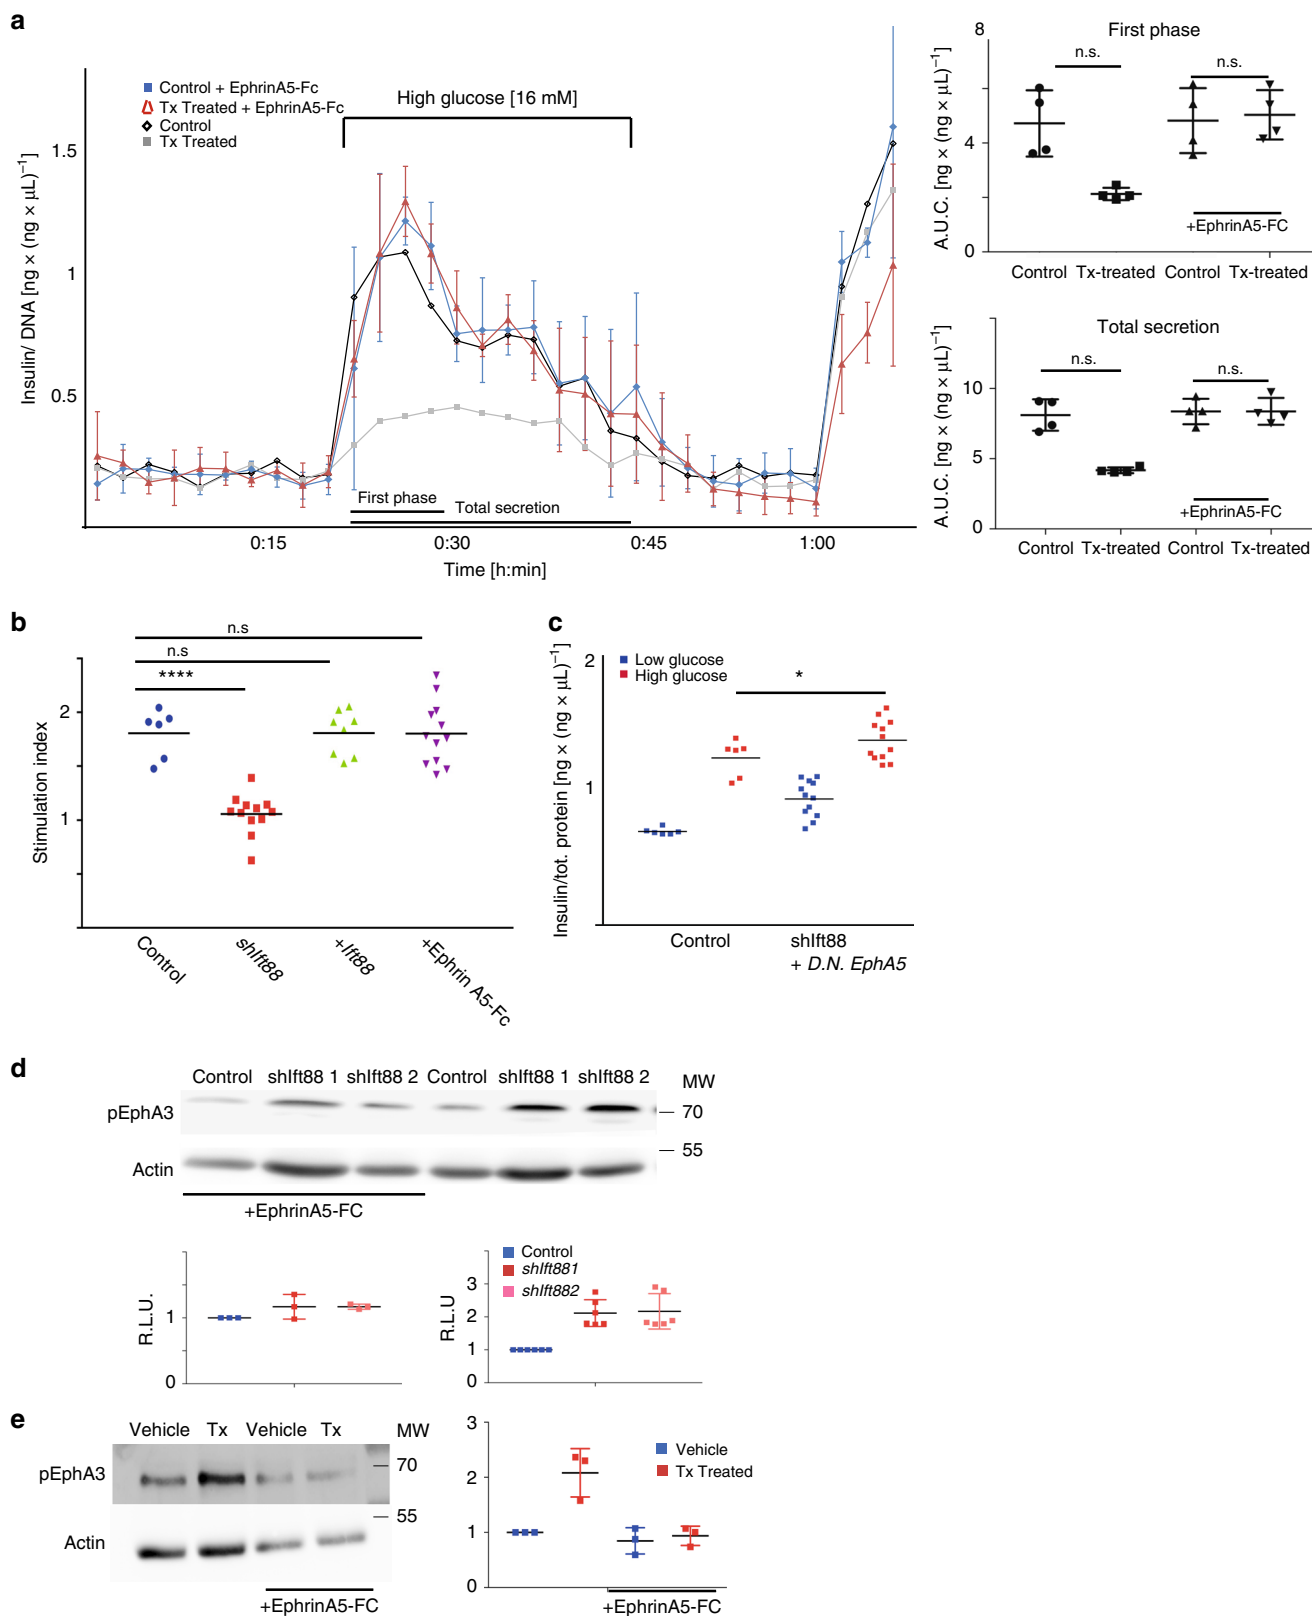 a
Control + EphrinA5-Fc
Tx Treated + EphrinA5-Fc
Control
Tx Treated
High glucose [16 mM]
1.5
1
0.5
Insulin/ DNA [ng × (ng × μL)−1]
First phase
Total secretion
0:15 0:30 0:45 1:00
Time [h:min]
First phase
8
4
0
A.U.C. [ng × (ng × μL)−1]
n.s.
n.s.
+EphrinA5-FC
Control Tx-treated Control Tx-treated
Total secretion
10
5
0
A.U.C. [ng × (ng × μL)−1]
n.s.
n.s.
+EphrinA5-FC
Control Tx-treated Control Tx-treated
b
n.s
n.s
****
2
1
Stimulation index
Control
shIft88
+Ift88
+Ephrin A5-Fc
c
2
1
Insulin/tot. protein [ng × (ng × μL)−1]
Low glucose
High glucose
*
Control
shIft88
+ D.N. EphA5
d
Control shIft88 1 shIft88 2 Control shIft88 1 shIft88 2 MW
pEphA3
70
55
Actin
+EphrinA5-FC
R.L.U.
1
0
R.L.U
3
2
1
0
Control
shIft881
shIft882
e
Vehicle Tx Vehicle Tx MW
pEphA3
70
55
Actin
+EphrinA5-FC
3
2
1
0
Vehicle
Tx Treated
+EphrinA5-FC